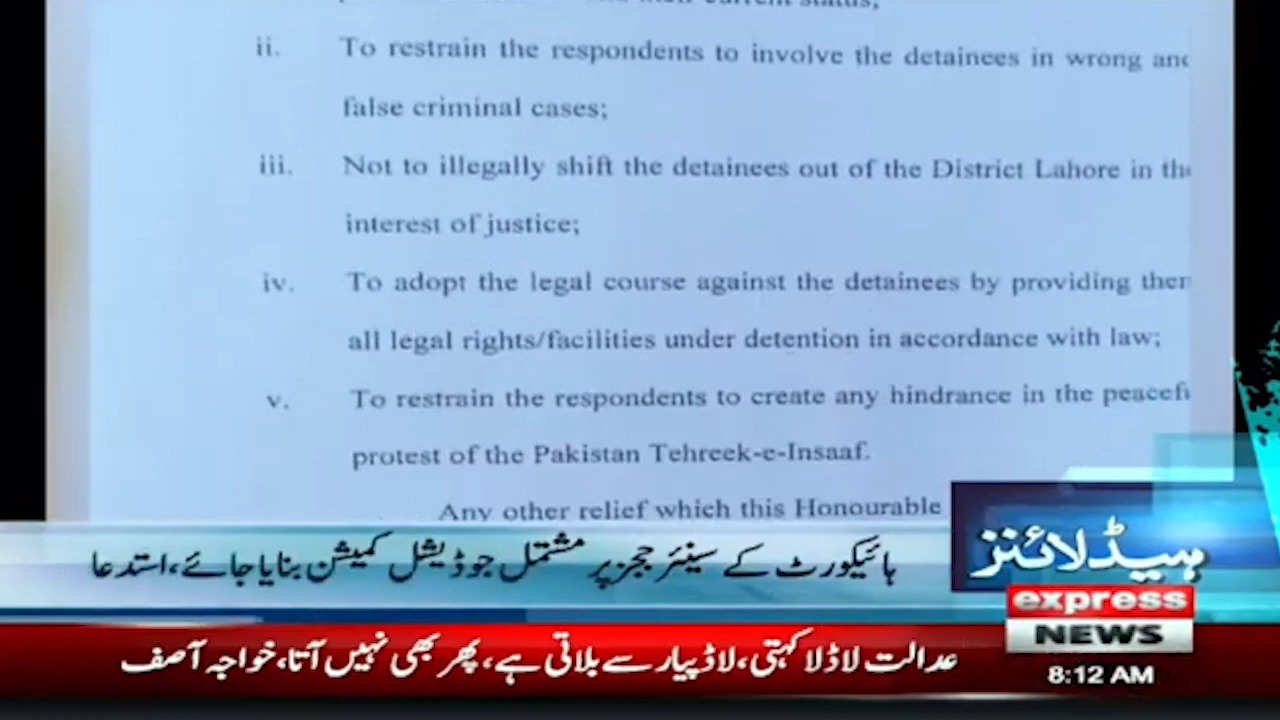 ii. To restrain the respondents to involve the detainees in wrong and
false criminal cases;
iii. Not to illegally shift the detainees out of the District Lahore in the
interest of justice;
iv. To adopt the legal course against the detainees by providing them
all legal rights/facilities under detention in accordance with law;
v. To restrain the respondents to create any hindrance in the peacefu
protest of the Pakistan Tehreek-e-Insaaf.
Any other relief which this Honourable
ہائیکورٹ کے سینئر ججز پر مشتمل جوڈیشل کمیشن بنایا جائے، استدعا
ہیڈلائنز
express
NEWS
عدالت لاڈلا کہتی، لاڈ پیار سے بلاتی ہے، پھر بھی نہیں آتا، خواجہ آصف
8:12 AM